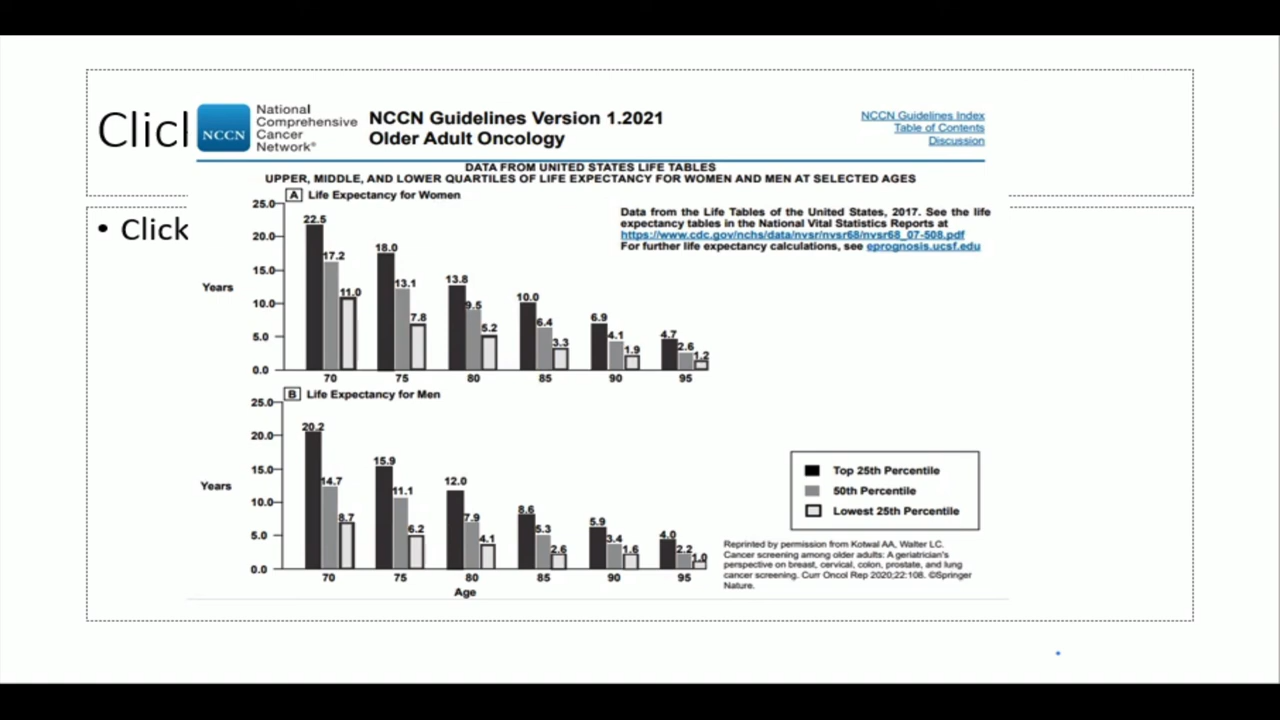 Clic
NCCN
National
Comprehensive
Cancer
Network®
NCCN Guidelines Version 1.2021
Older Adult Oncology
NCCN Guidelines Index
Table of Contents
Discussion
DATA FROM UNITED STATES LIFE TABLES
UPPER, MIDDLE, AND LOWER QUARTILES OF LIFE EXPECTANCY FOR WOMEN AND MEN AT SELECTED AGES
• Click
A Life Expectancy for Women
Years
25.0
20.0
15.0
10.0
5.0
0.0
22.5 17.2 11.0
18.0 13.1 7.8
13.8 9.5 5.2
10.0 6.4 3.3
6.9 4.1 1.9
4.7 2.6 1.2
70 75 80 85 90 95
Data from the Life Tables of the United States, 2017. See the life
expectancy tables in the National Vital Statistics Reports at
https://www.cdc.gov/nchs/data/nvsr/nvsr68/nvsr68_07-508.pdf
For further life expectancy calculations, see eprognosis.ucsf.edu
B Life Expectancy for Men
Years
25.0
20.0
15.0
10.0
5.0
0.0
20.2 14.7 8.7
15.9 11.1 6.2
12.0 7.9 4.1
8.6 5.3 2.6
5.9 3.4 1.6
4.0 2.2 1.0
70 75 80 85 90 95
Age
Top 25th Percentile
50th Percentile
Lowest 25th Percentile
Reprinted by permission from Kotwal AA, Walter LC.
Cancer screening among older adults: A geriatrician's
perspective on breast, cervical, colon, prostate, and lung
cancer screening. Curr Oncol Rep 2020;22:108. ©Springer
Nature.